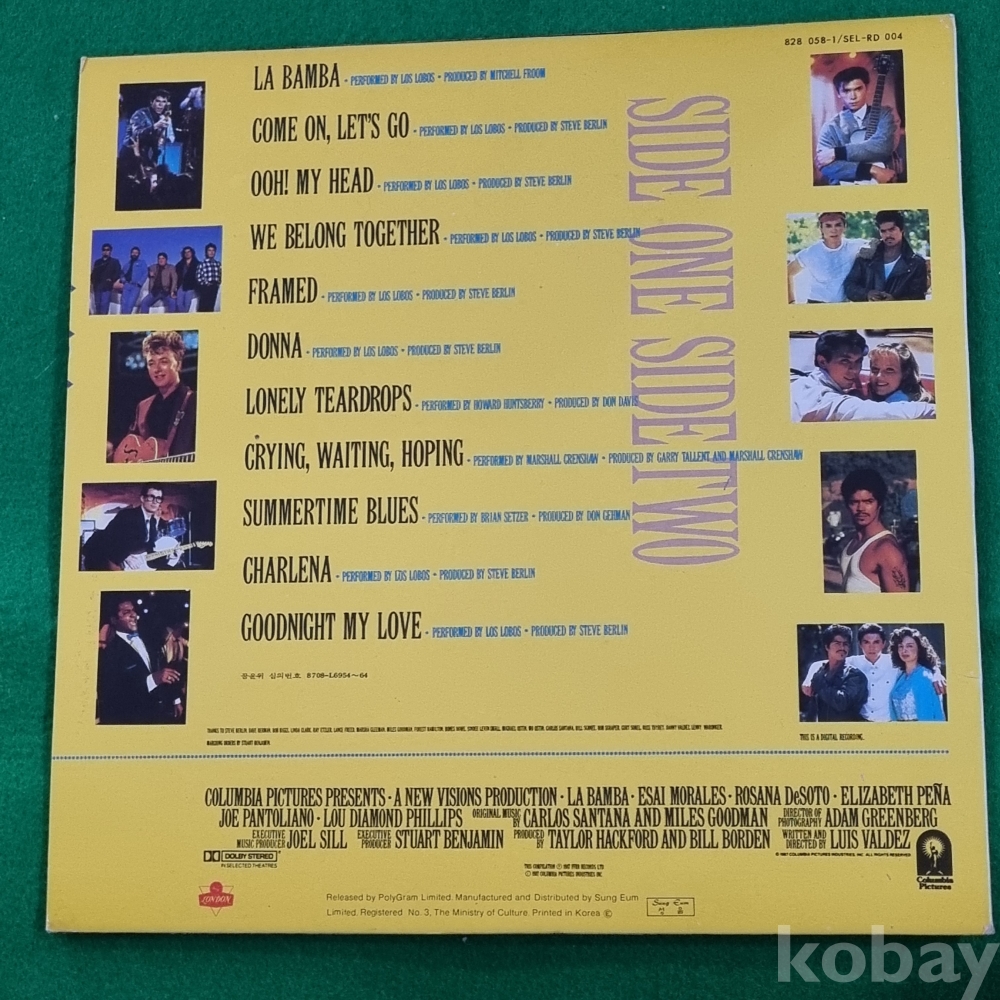 828 058-1/SEL-RD 004
LA BAMBA - PERFORMED BY LOS LOBOS - PRODUCED BY MITCHELL FROOM
COME ON, LET'S GO - PERFORMED BY LOS LOBOS - PRODUCED BY STEVE BERLIN
OOH! MY HEAD - PERFORMED BY LOS LOBOS - PRODUCED BY STEVE BERLIN
WE BELONG TOGETHER - PERFORMED BY LOS LOBOS - PRODUCED BY STEVE BERLIN
FRAMED - PERFORMED BY LOS LOBOS - PRODUCED BY STEVE BERLIN
DONNA - PERFORMED BY LOS LOBOS - PRODUCED BY STEVE BERLIN
LONELY TEARDROPS - PERFORMED BY HOWARD HUNTSBERRY - PRODUCED BY DON DAVIS
CRYING, WAITING, HOPING - PERFORMED BY MARSHALL CRENSHAW - PRODUCED BY GARRY TALLENT AND MARSHALL CRENSHAW
SUMMERTIME BLUES - PERFORMED BY BRIAN SETZER - PRODUCED BY DON GEHMAN
CHARLENA - PERFORMED BY LOS LOBOS - PRODUCED BY STEVE BERLIN
GOODNIGHT MY LOVE - PERFORMED BY LOS LOBOS - PRODUCED BY STEVE BERLIN
SIDE ONE SIDE TWO
공윤위 심의번호 8708-L6954~64
THIS IS A DIGITAL RECORDING.
COLUMBIA PICTURES PRESENTS · A NEW VISIONS PRODUCTION · LA BAMBA · ESAI MORALES · ROSANA DeSOTO · ELIZABETH PEÑA
JOE PANTOLIANO · LOU DIAMOND PHILLIPS ORIGINAL MUSIC BY CARLOS SANTANA AND MILES GOODMAN DIRECTOR OF PHOTOGRAPHY ADAM GREENBERG
EXECUTIVE MUSIC PRODUCER JOEL SILL EXECUTIVE PRODUCER STUART BENJAMIN PRODUCED BY TAYLOR HACKFORD AND BILL BORDEN WRITTEN AND DIRECTED BY LUIS VALDEZ
DOLBY STEREO
IN SELECTED THEATRES
© 1987 COLUMBIA PICTURES INDUSTRIES, INC. ALL RIGHTS RESERVED
Columbia
Pictures
LONDON
Released by PolyGram Limited. Manufactured and Distributed by Sung Eum
Limited. Registered No. 3, The Ministry of Culture. Printed in Korea ©
Sung Eum
성 음
kobay